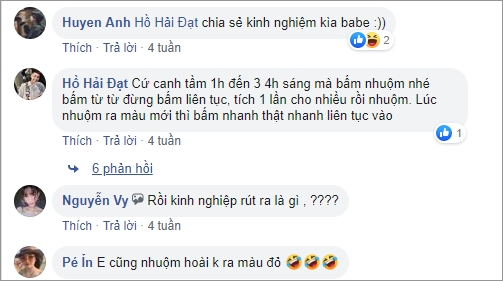 Huyen Anh Hồ Hải Đạt chia sẻ kinh nghiệm kìa babe :))
2
Thích · Trả lời · 4 tuần
Hồ Hải Đạt Cứ canh tầm 1h đến 3 4h sáng mà bấm nhuộm nhé
bấm từ từ đừng bấm liên tục, tích 1 lần cho nhiều rồi nhuộm. Lúc
nhuộm ra màu mới thì bấm nhanh thật nhanh liên tục vào
1
Thích · Trả lời · 4 tuần
6 phản hồi
Nguyễn Vy Rồi kinh nghiệp rút ra là gì , ????
Thích · Trả lời · 4 tuần
Pé Ín E cũng nhuộm hoài k ra màu đỏ 🤣🤣🤣